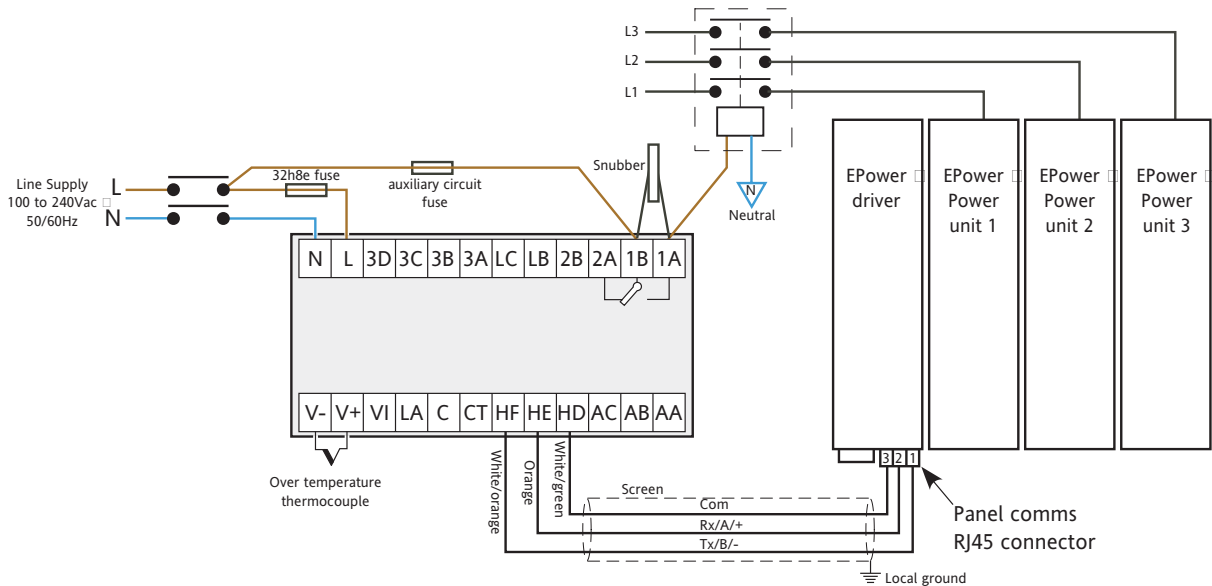 L3
L2
L1
Snubber
N
Neutral
Line Supply
100 to 240Vac
50/60Hz
L
N
32h8e fuse
auxiliary circuit
fuse
EPower
driver
EPower
Power
unit 1
EPower
Power
unit 2
EPower
Power
unit 3
N L 3D 3C 3B 3A LC LB 2B 2A 1B 1A
V- V+ VI LA C CT HF HE HD AC AB AA
Over temperature
thermocouple
White/orange
Orange
White/green
Screen
Com
Rx/A/+
Tx/B/-
3 2 1
Panel comms
RJ45 connector
Local ground